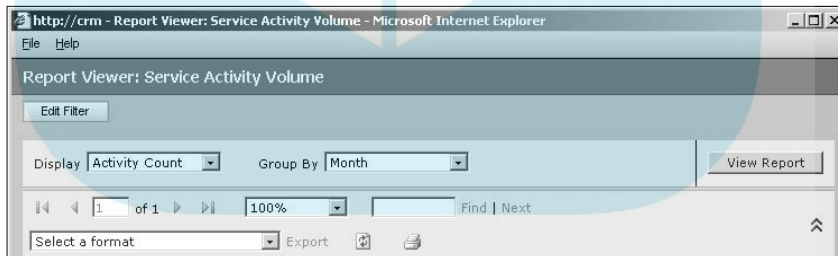 http://crm - Report Viewer: Service Activity Volume - Microsoft Internet Explorer
File Help
Report Viewer: Service Activity Volume
Edit Filter
Display Activity Count Group By Month View Report
1 of 1 100% Find | Next
Select a format Export